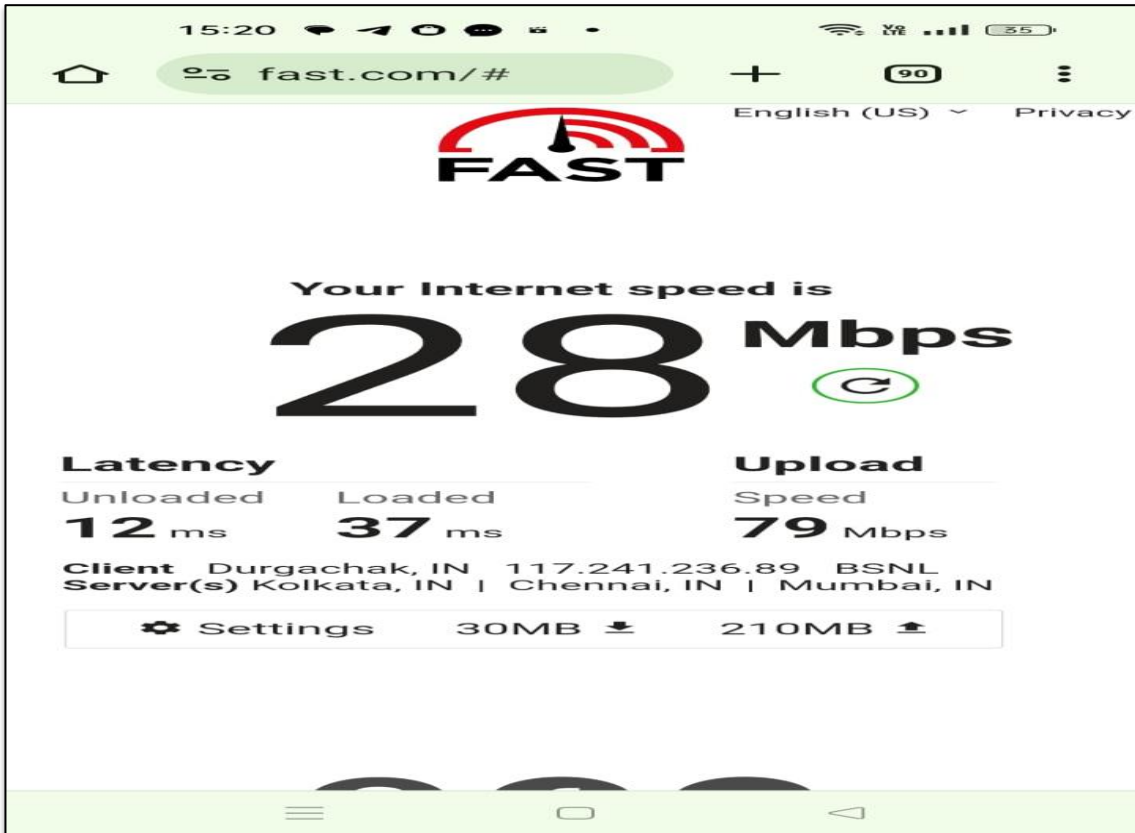 15:20 Vo LTE 35
fast.com/# 90
English (US) Privacy
FAST
Your Internet speed is
28 Mbps
Latency Upload
Unloaded Loaded Speed
12 ms 37 ms 79 Mbps
Client Durgachak, IN 117.241.236.89 BSNL
Server(s) Kolkata, IN | Chennai, IN | Mumbai, IN
Settings 30MB 210MB